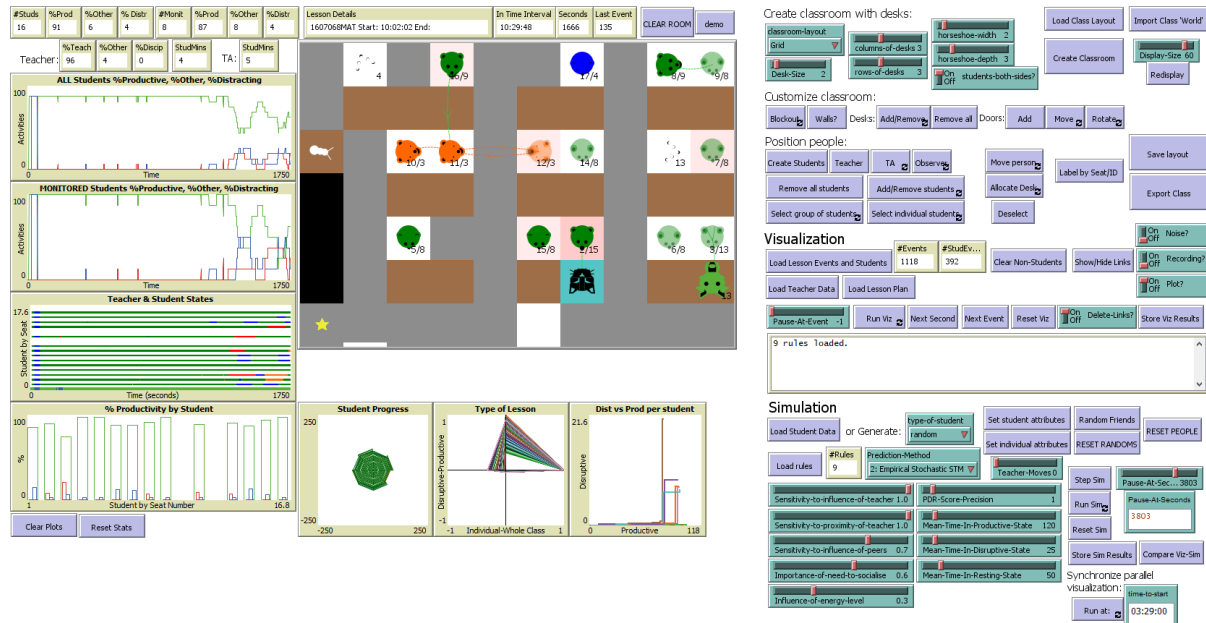 #Studs %Prod %Other % Distr #Monit %Prod %Other %Distr
16 91 6 4 8 87 8 4
%Teach %Other %Discip StudMins StudMins
Teacher: 96 4 0 4 TA: 5
Lesson Details In Time Interval Seconds Last Event
1607068MAT Start: 10:02:02 End: 10:29:48 1666 135
CLEAR ROOM demo
ALL Students %Productive, %Other, %Distracting
100
Activities
0
0 Time 1750
MONITORED Students %Productive, %Other, %Distracting
100
Activities
0
0 Time 1750
Teacher & Student States
17.6
Student by Seat
0
0 Time (seconds) 1750
% Productivity by Student
100
%
0
1 Student by Seat Number 16.8
Clear Plots Reset Stats
4 16/9 17/4 8/9 9/8
10/3 11/3 12/3 14/8 13 7/8
5/8 15/8 2/15 6/8 3/13
13
Student Progress
250
-250
-250 250
Type of Lesson
1
Disruptive-Productive
-1
-1 Individual-Whole Class 1
Dist vs Prod per student
21.6
Disruptive
0
0 Productive 118
Create classroom with desks:
classroom-layout
Grid
Desk-Size 2
columns-of-desks 3
rows-of-desks 3
horseshoe-width 2
horseshoe-depth 3
On
Off students-both-sides?
Load Class Layout Import Class 'World'
Create Classroom
Display-Size 60
Redisplay
Customize classroom:
Blockout Walls? Desks: Add/Remove Remove all Doors: Add Move Rotate
Position people:
Create Students Teacher TA Observer Move person
Label by Seat/ID
Save layout
Remove all students Add/Remove students Allocate Desk
Export Class
Select group of students Select individual students Deselect
Visualization
On
Off Noise?
Load Lesson Events and Students
#Events #StudEv...
1118 392
Clear Non-Students Show/Hide Links
On
Off Recording?
Load Teacher Data Load Lesson Plan
On
Off Plot?
Pause-At-Event -1 Run Viz Next Second Next Event Reset Viz
On
Off Delete-Links?
Store Viz Results
9 rules loaded.
Simulation
Load Student Data or Generate:
type-of-student
random
Set student attributes Random Friends
RESET PEOPLE
Set individual attributes RESET RANDOMS
Load rules
#Rules
9
Prediction-Method
2: Empirical Stochastic STM
Teacher-Moves 0
Step Sim
Pause-At-Sec... 3803
Sensitivity-to-influence-of-teacher 1.0 PDR-Score-Precision 1
Run Sim
Pause-At-Seconds
3803
Sensitivity-to-proximity-of-teacher 1.0 Mean-Time-In-Productive-State 120
Reset Sim
Sensitivity-to-influence-of-peers 0.7 Mean-Time-In-Disruptive-State 25
Store Sim Results Compare Viz-Sim
Importance-of-need-to-socialise 0.6 Mean-Time-In-Resting-State 50
Influence-of-energy-level 0.3
Synchronize parallel
visualization:
Run at:
time-to-start
03:29:00